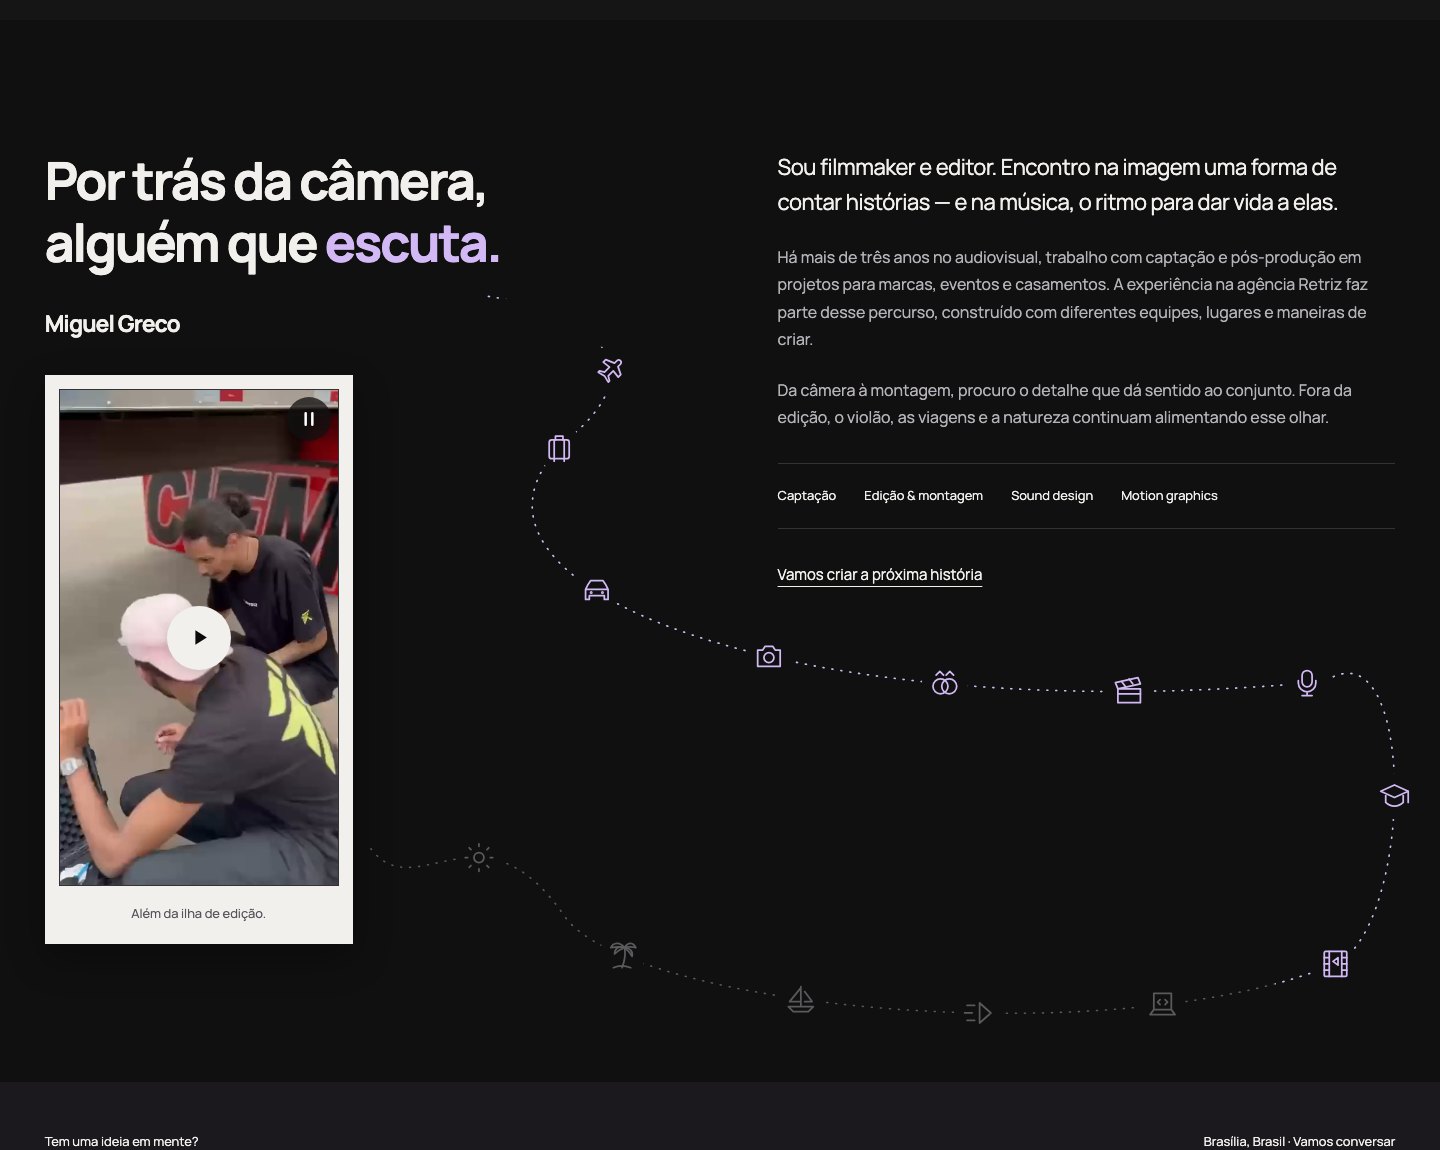 Por trás da câmera,
alguém que escuta.
Miguel Greco
Além da ilha de edição.
Sou filmmaker e editor. Encontro na imagem uma forma de
contar histórias — e na música, o ritmo para dar vida a elas.
Há mais de três anos no audiovisual, trabalho com captação e pós-produção em
projetos para marcas, eventos e casamentos. A experiência na agência Retriz faz
parte desse percurso, construído com diferentes equipes, lugares e maneiras de
criar.
Da câmera à montagem, procuro o detalhe que dá sentido ao conjunto. Fora da
edição, o violão, as viagens e a natureza continuam alimentando esse olhar.
Captação Edição & montagem Sound design Motion graphics
Vamos criar a próxima história
Tem uma ideia em mente?
Brasília, Brasil · Vamos conversar